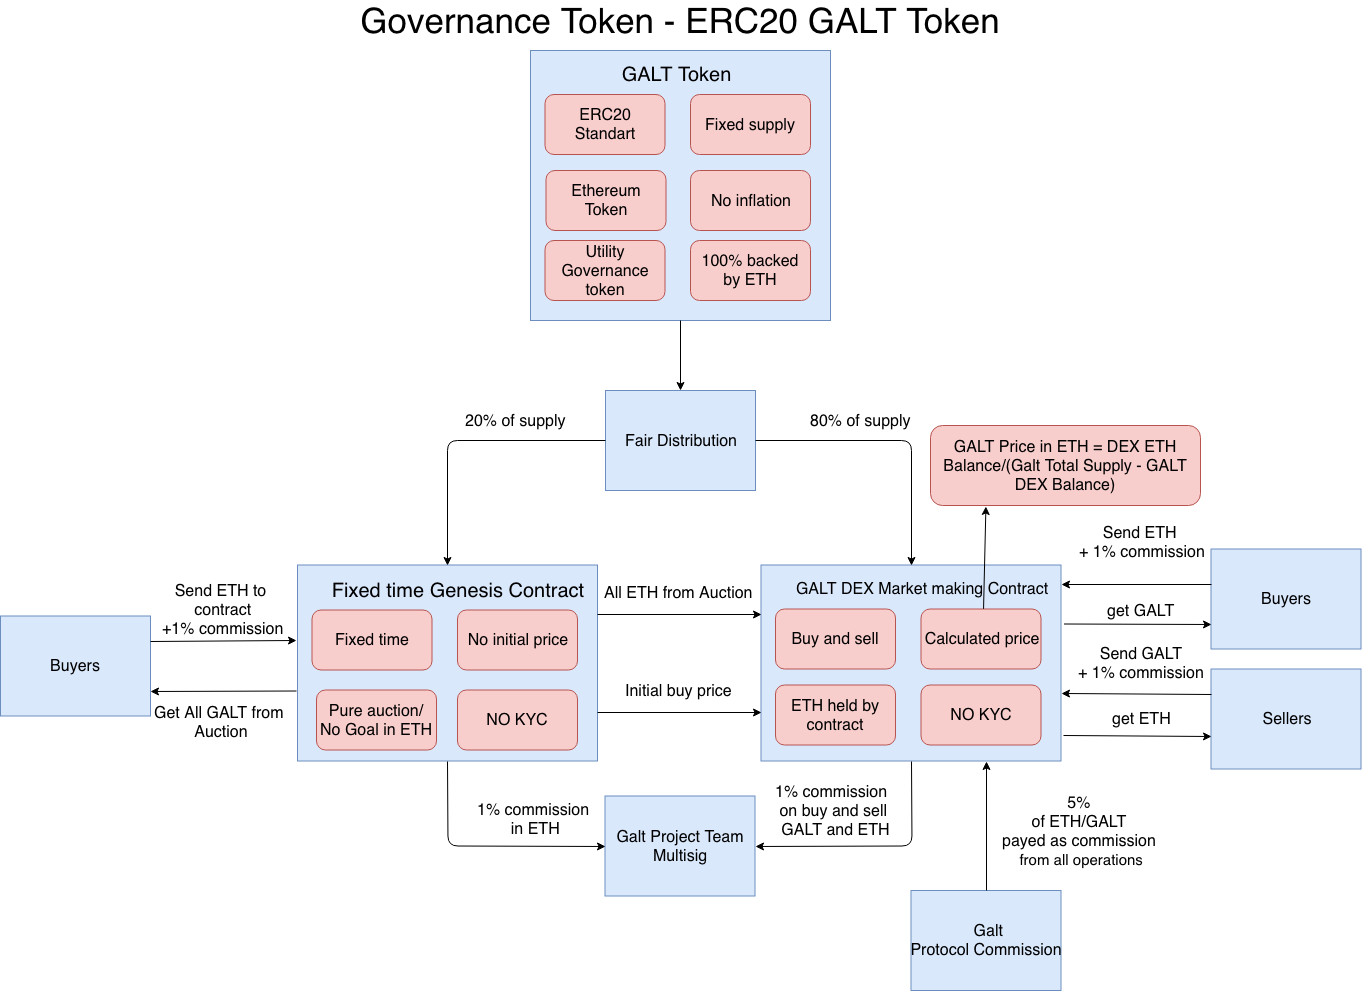 Governance Token - ERC20 GALT Token
GALT Token
ERC20
Standart
Fixed supply
Ethereum
Token
No inflation
Utility
Governance
token
100% backed
by ETH
Fair Distribution
20% of supply
80% of supply
GALT Price in ETH = DEX ETH
Balance/(Galt Total Supply - GALT
DEX Balance)
Buyers
Send ETH to
contract
+1% commission
Get All GALT from
Auction
Fixed time Genesis Contract
Fixed time
No initial price
Pure auction/
No Goal in ETH
NO KYC
All ETH from Auction
Initial buy price
GALT DEX Market making Contract
Buy and sell
Calculated price
ETH held by
contract
NO KYC
Send ETH
+ 1% commission
get GALT
Buyers
Send GALT
+ 1% commission
get ETH
Sellers
1% commission
in ETH
Galt Project Team
Multisig
1% commission
on buy and sell
GALT and ETH
5%
of ETH/GALT
payed as commission
from all operations
Galt
Protocol Commission